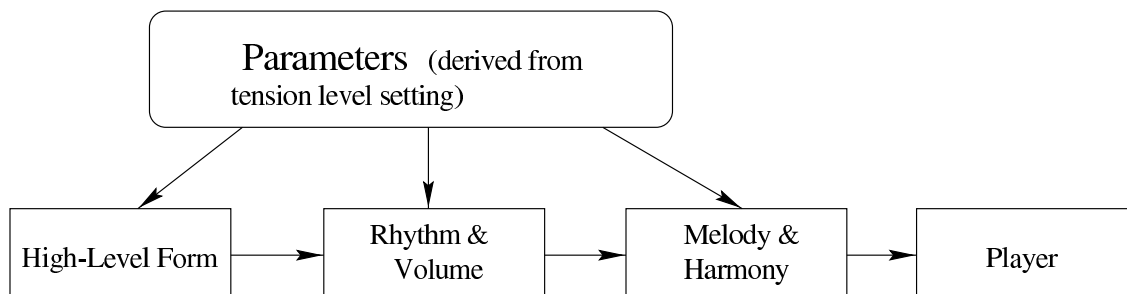 Parameters (derived from
tension level setting)
High-Level Form
Rhythm &
Volume
Melody &
Harmony
Player